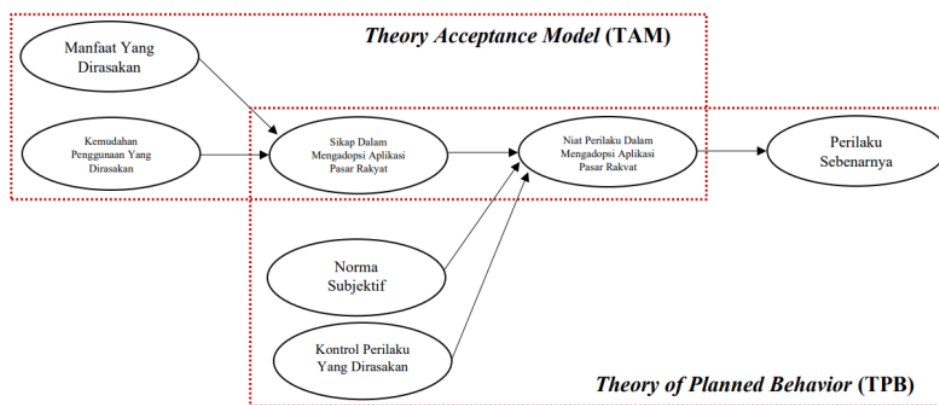 Theory Acceptance Model (TAM)
Manfaat Yang
Dirasakan
Kemudahan
Penggunaan Yang
Dirasakan
Sikap Dalam
Mengadopsi Aplikasi
Pasar Rakyat
Niat Perilaku Dalam
Mengadopsi Aplikasi
Pasar Rakyat
Perilaku
Sebenarnya
Norma
Subjektif
Kontrol Perilaku
Yang Dirasakan
Theory of Planned Behavior (TPB)